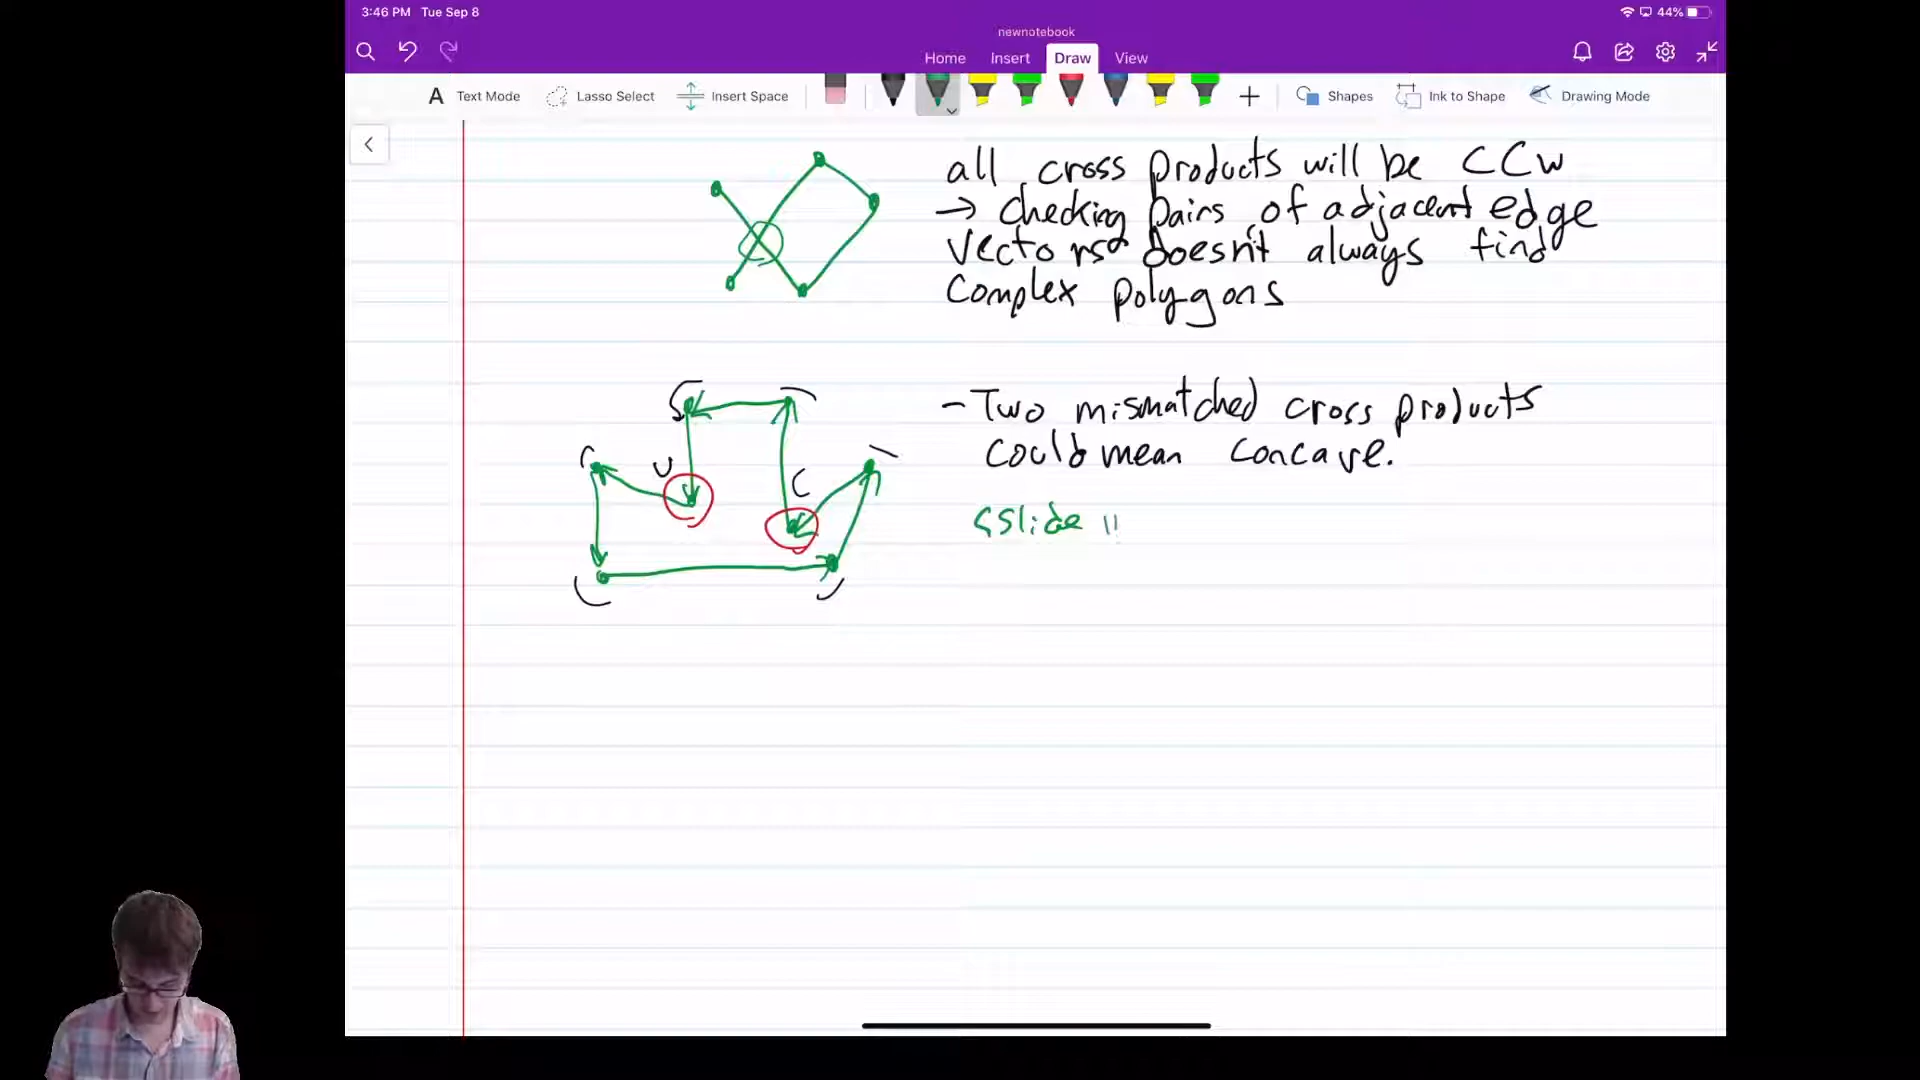 3:46 PM Tue Sep 8
44%
newnotebook
Home Insert Draw View
A Text Mode Lasso Select Insert Space Shapes Ink to Shape Drawing Mode
all cross products will be CCW
→ checking pairs of adjacent edge
vectors doesn't always find
complex polygons
- Two mismatched cross products
could mean concave.
slide 11